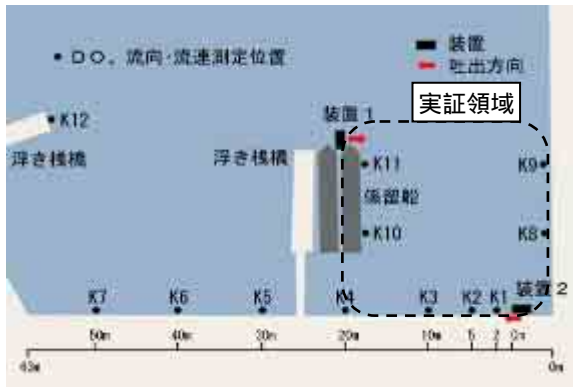 • DO、流向・流速測定位置
装置
吐出方向
実証領域
装置 1
K12
浮き桟橋
浮き桟橋
K11
K9
係留船
K10
K8
装置 2
K7 K6 K5 K4 K3 K2 K1
50m 40m 30m 20m 10m 5 2 0m
63m 0m